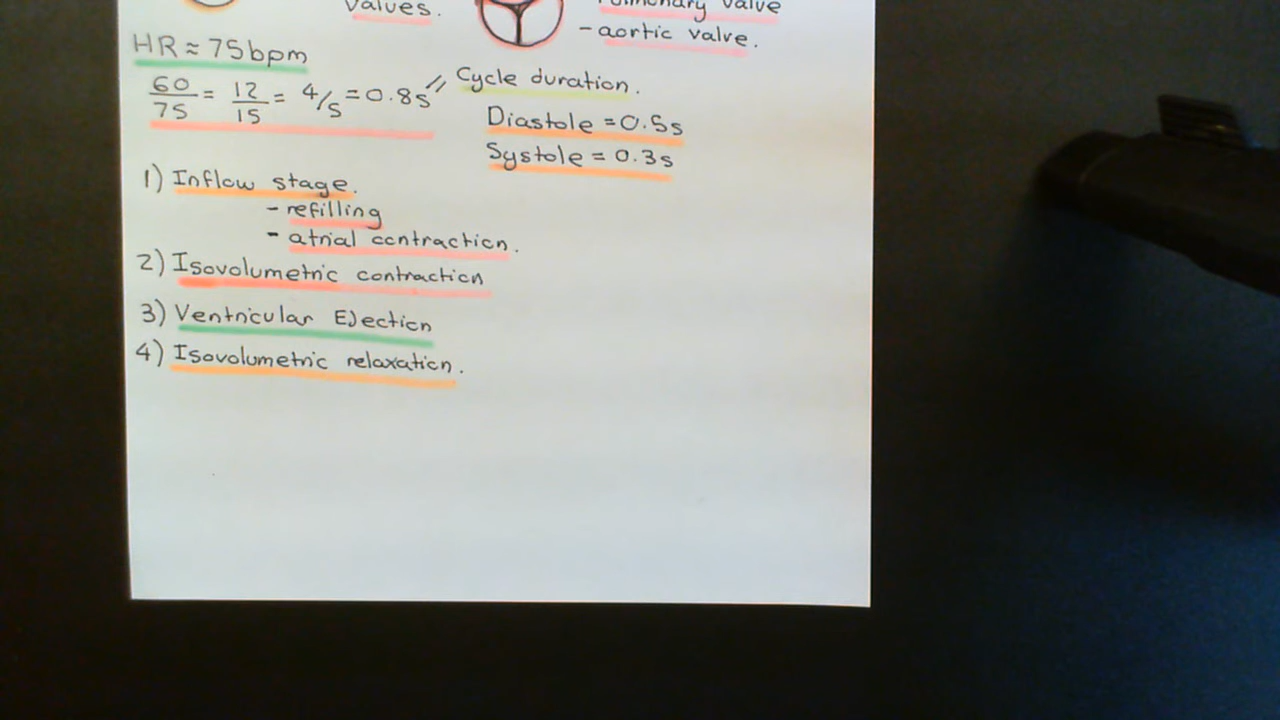 values.
Pulmonary valve
- aortic valve.
HR ≈ 75bpm
60/75 = 12/15 = 4/5 = 0.8s // Cycle duration.
Diastole = 0.5s
Systole = 0.3s
1) Inflow stage.
- refilling
- atrial contraction.
2) Isovolumetric contraction
3) Ventricular Ejection
4) Isovolumetric relaxation.